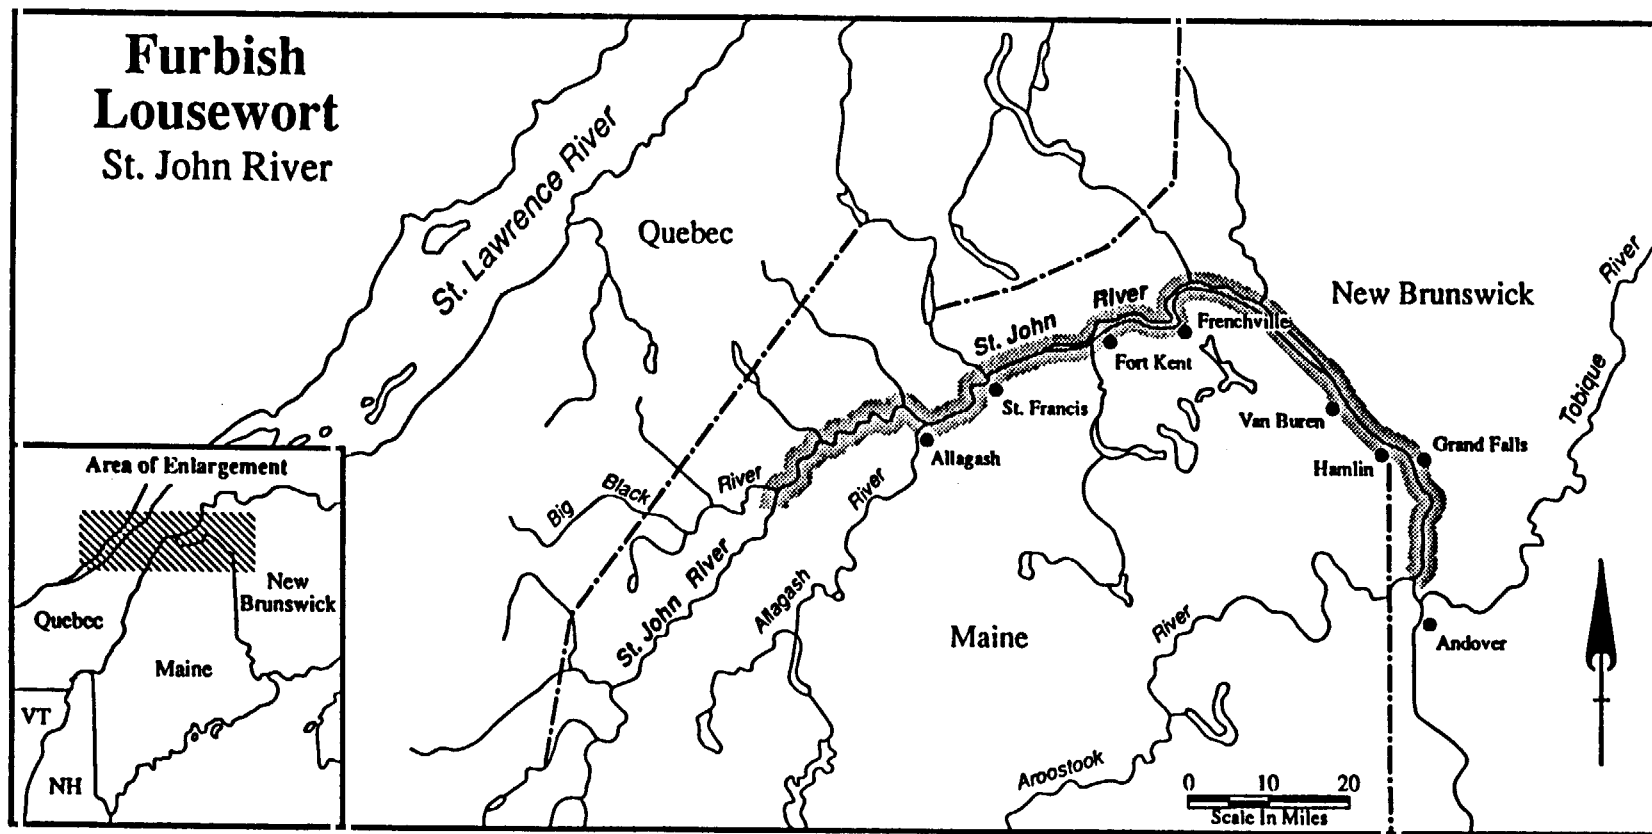 Furbish
Lousewort
St. John River
St. Lawrence River
Quebec
New Brunswick
River
Tobique
St. John River
Frenchville
Fort Kent
St. Francis
Van Buren
Grand Falls
Hamlin
Allagash
Big Black River
Allagash River
St. John River
Maine
Andover
Aroostook River
0 10 20
Scale In Miles
Area of Enlargement
New
Brunswick
Quebec
Maine
VT
NH